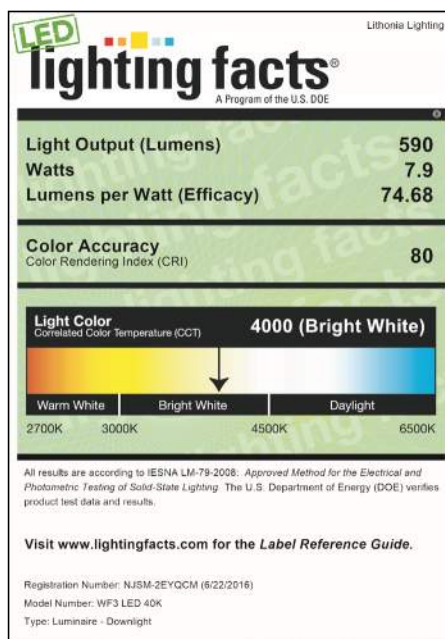 LED
Lithonia Lighting
lighting facts®
A Program of the U.S. DOE
Light Output (Lumens) 590
Watts 7.9
Lumens per Watt (Efficacy) 74.68
Color Accuracy
Color Rendering Index (CRI) 80
Light Color
Correlated Color Temperature (CCT) 4000 (Bright White)
Warm White Bright White Daylight
2700K 3000K 4500K 6500K
All results are according to IESNA LM-79-2008: Approved Method for the Electrical and
Photometric Testing of Solid-State Lighting. The U.S. Department of Energy (DOE) verifies
product test data and results.
Visit www.lightingfacts.com for the Label Reference Guide.
Registration Number: NJSM-2EYQCM (6/22/2016)
Model Number: WF3 LED 40K
Type: Luminaire - Downlight